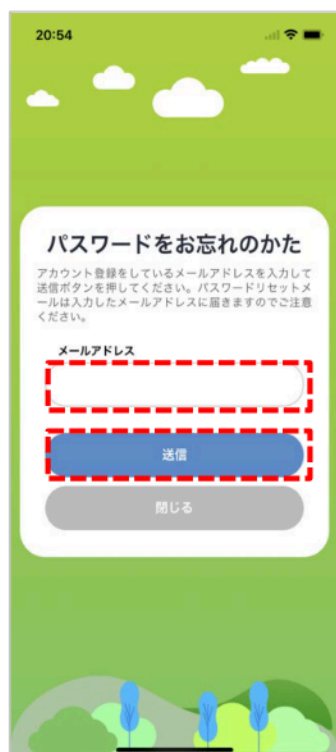 20:54
パスワードをお忘れのかた
アカウント登録をしているメールアドレスを入力して
送信ボタンを押してください。パスワードリセットメ
ールは入力したメールアドレスに届きますのでご注意
ください。
メールアドレス
送信
閉じる